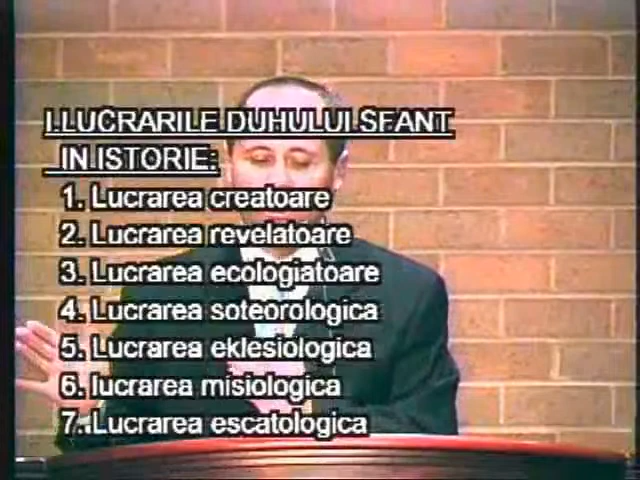 I.LUCRARILE DUHULUI SFANT
IN ISTORIE:
1. Lucrarea creatoare
2. Lucrarea revelatoare
3. Lucrarea ecologiatoare
4. Lucrarea soteorologica
5. Lucrarea eklesiologica
6. lucrarea misiologica
7. Lucrarea escatologica